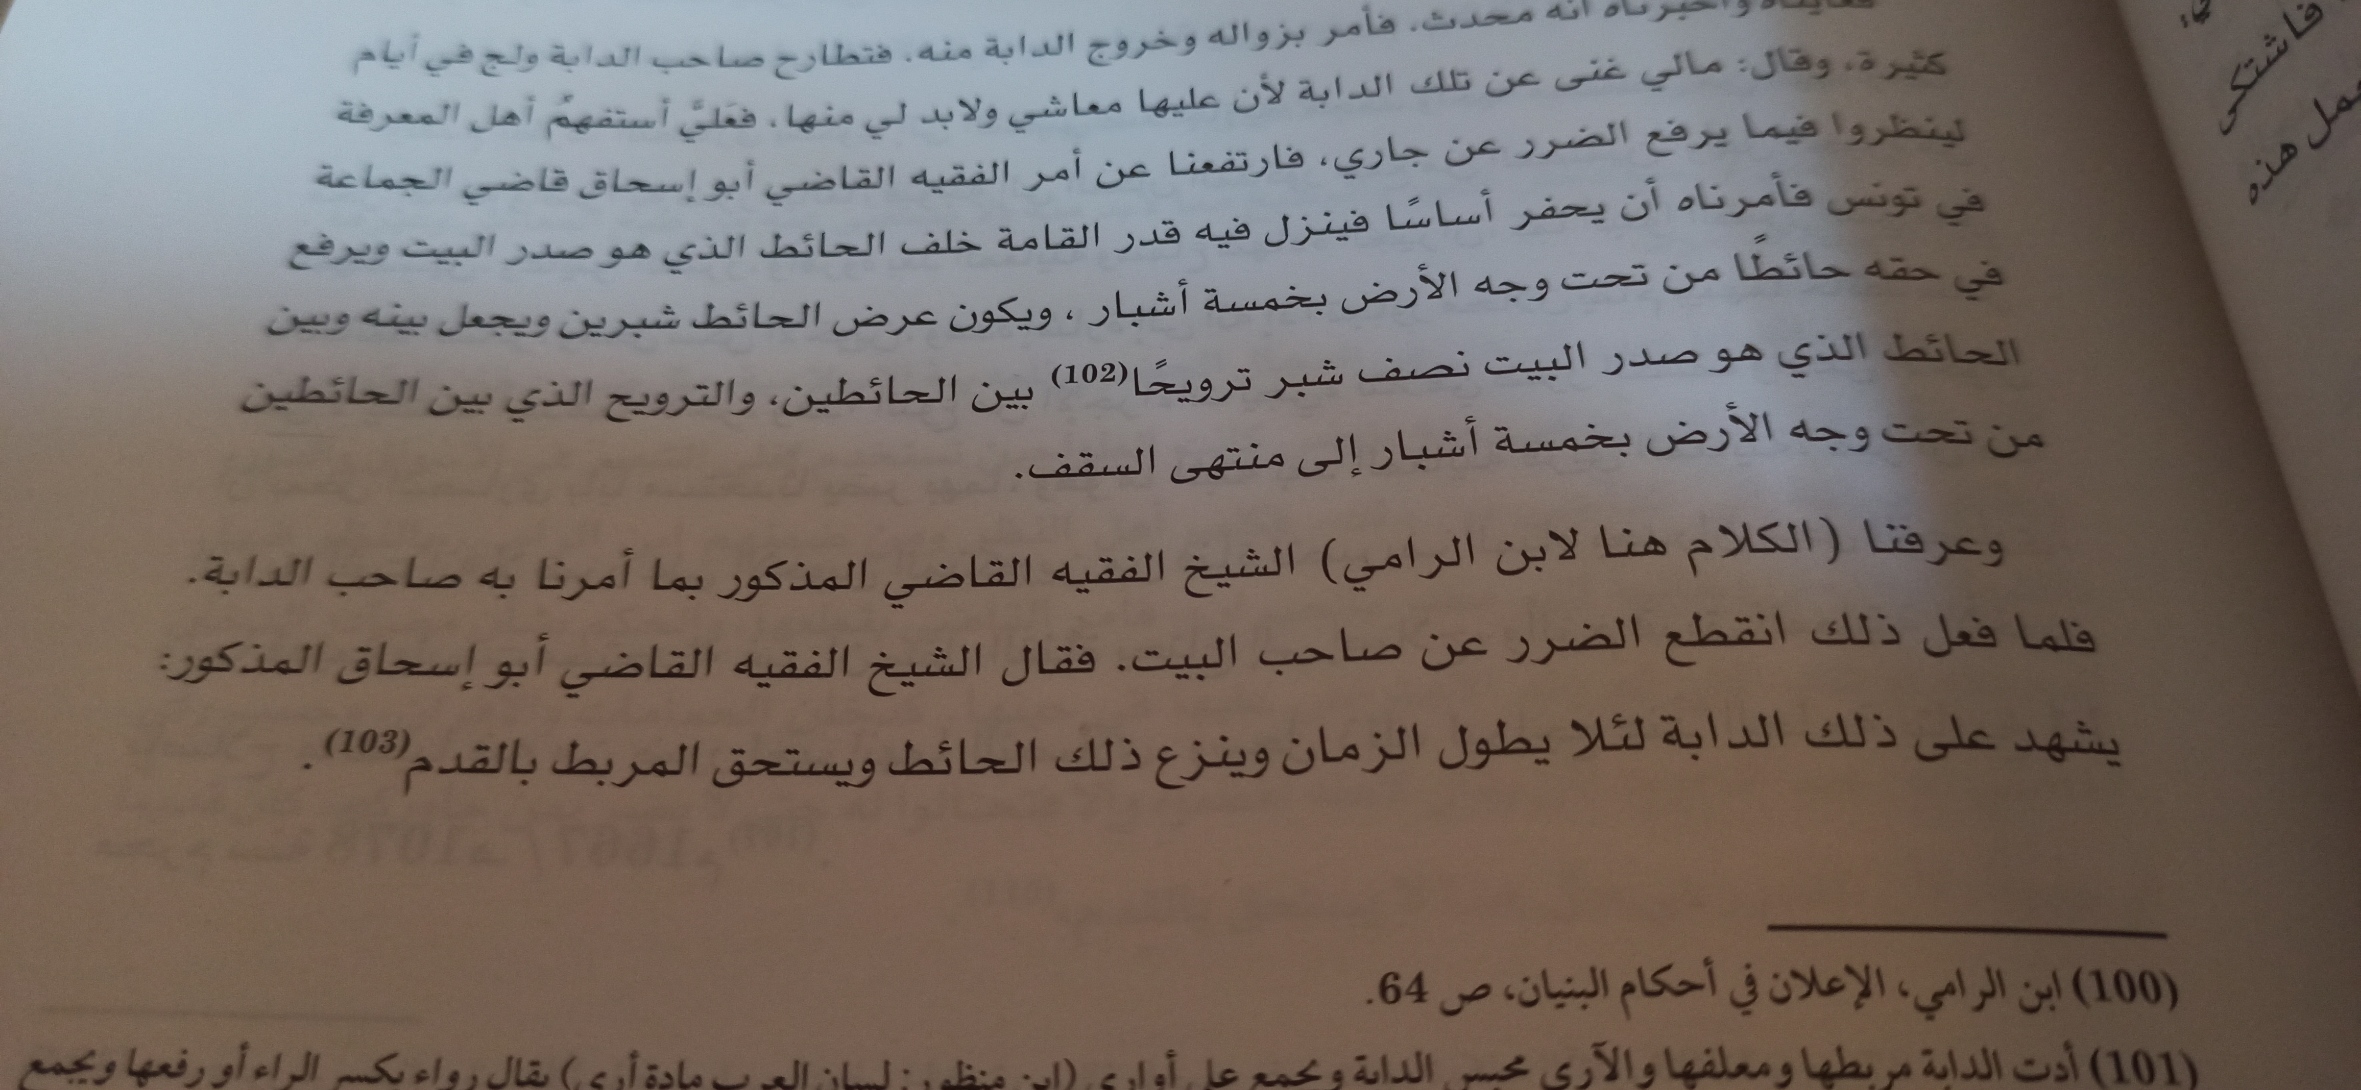 وأخبرناه أنه محدث. فأمر بزواله وخروج الدابة منه. فتطارح صاحب الدابة ولج في أيام
كثيرة، وقال: مالي غنى عن تلك الدابة لأن عليها معاشي ولابد لي منها، فعَليَّ أستفهمُ أهل المعرفة
لينظروا فيما يرفع الضرر عن جاري، فارتفعنا عن أمر الفقيه القاضي أبو إسحاق قاضي الجماعة
في تونس فأمرناه أن يحفر أساسًا فينزل فيه قدر القامة خلف الحائط الذي هو صدر البيت ويرفع
في حقه حائطًا من تحت وجه الأرض بخمسة أشبار ، ويكون عرض الحائط شبرين ويجعل بينه وبين
الحائط الذي هو صدر البيت نصف شبر ترويحًا(102) بين الحائطين، والترويح الذي بين الحائطين
من تحت وجه الأرض بخمسة أشبار إلى منتهى السقف.
وعرفنا (الكلام هنا لابن الرامي) الشيخ الفقيه القاضي المذكور بما أمرنا به صاحب الدابة.
فلما فعل ذلك انقطع الضرر عن صاحب البيت. فقال الشيخ الفقيه القاضي أبو إسحاق المذكور:
يشهد على ذلك الدابة لئلا يطول الزمان وينزع ذلك الحائط ويستحق المربط بالقدم(103).
(100) ابن الرامي، الإعلان في أحكام البنيان، ص 64.
(101) أدت الدابة مربطها ومعلفها والآري محبس الدابة ويجمع على أواري (ابن منظور: لسان العرب مادة أري) يقال رواء بكسر الراء أو رفعها ويجمع
فاشتكى
هذه